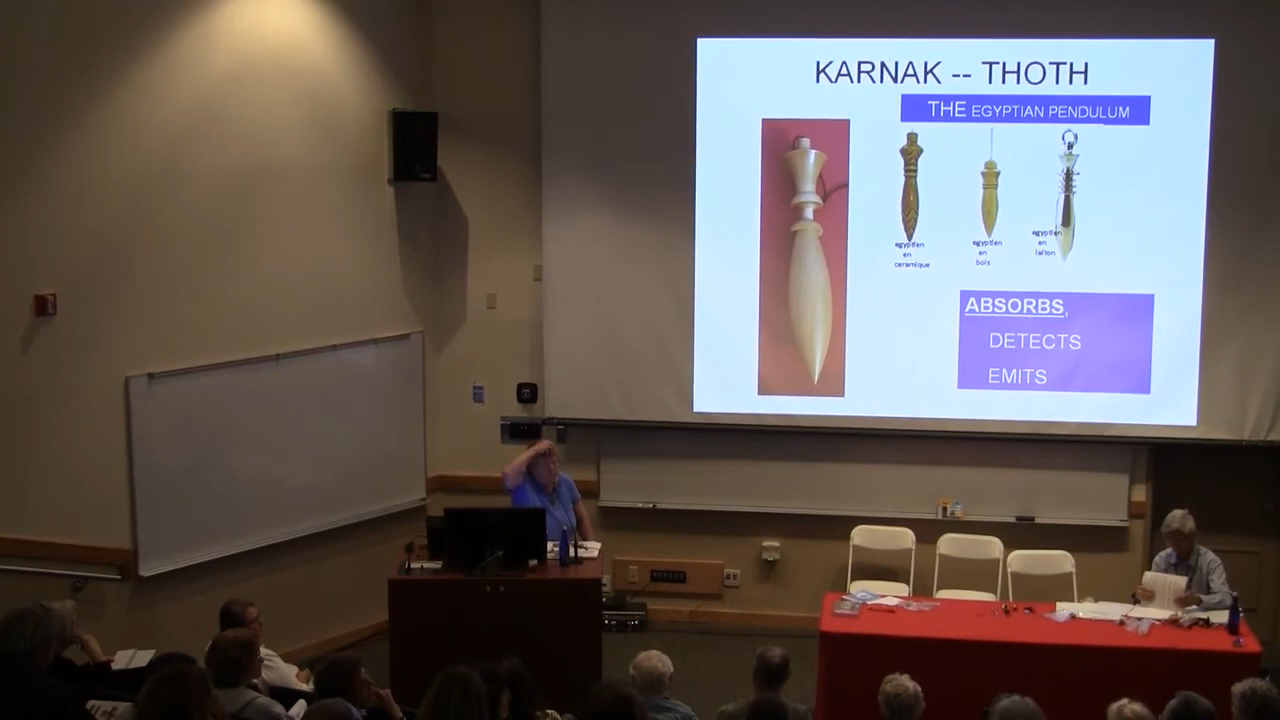 KARNAK -- THOTH
THE EGYPTIAN PENDULUM
egyptien
en
ceramique
egyptien
en
bois
egyptien
en
laiton
ABSORBS,
DETECTS
EMITS